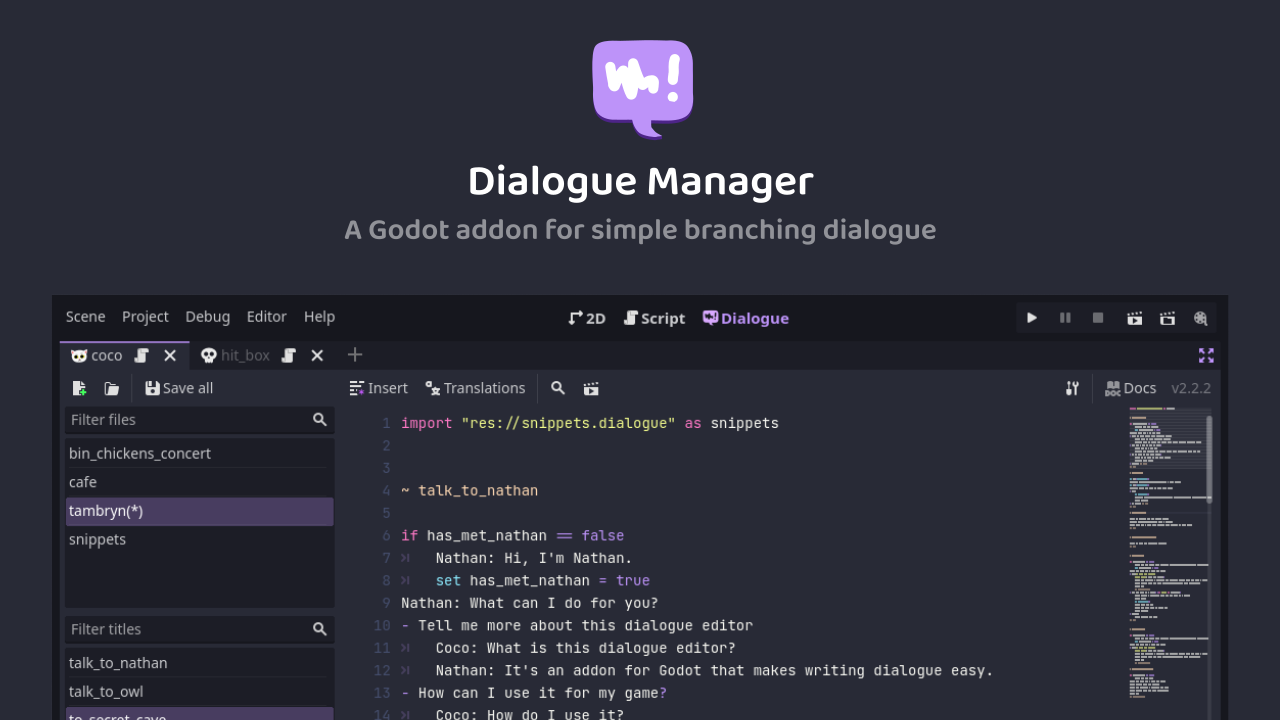 Dialogue Manager
A Godot addon for simple branching dialogue
Scene Project Debug Editor Help 2D Script Dialogue
coco hit_box
Save all Insert Translations Docs v2.2.2
Filter files
bin_chickens_concert
cafe
tambryn(*)
snippets
Filter titles
talk_to_nathan
talk_to_owl
to_secret_cave
1 import "res://snippets.dialogue" as snippets
2
3
4 ~ talk_to_nathan
5
6 if has_met_nathan == false
7 Nathan: Hi, I'm Nathan.
8 set has_met_nathan = true
9 Nathan: What can I do for you?
10 - Tell me more about this dialogue editor
11 Coco: What is this dialogue editor?
12 Nathan: It's an addon for Godot that makes writing dialogue easy.
13 - How can I use it for my game?
14 Coco: How do I use it?